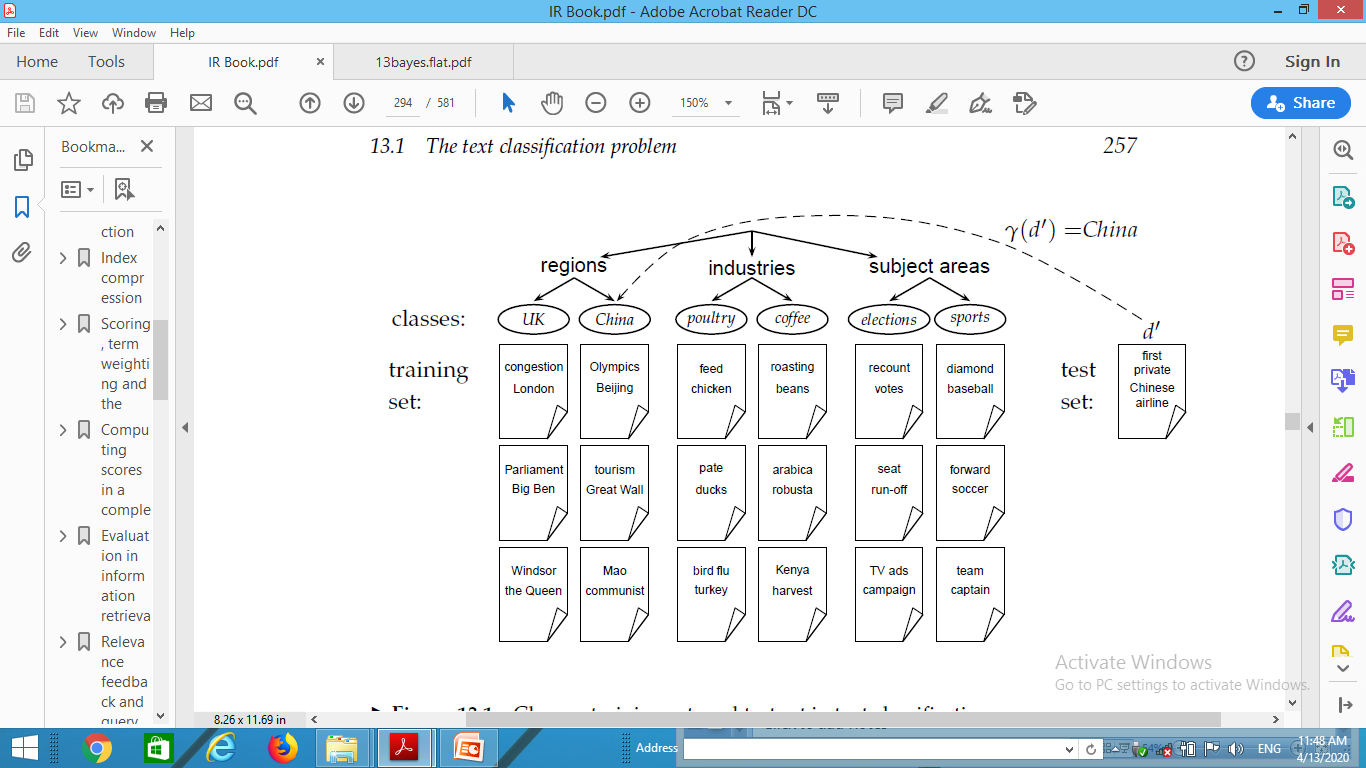 IR Book.pdf - Adobe Acrobat Reader DC
File Edit View Window Help
Home Tools IR Book.pdf × 13bayes.flat.pdf Sign In
294 / 581 150% Share
Bookma...
ction
Index
compr
ession
Scoring
, term
weighti
ng and
the
Compu
ting
scores
in a
comple
Evaluat
ion in
inform
ation
retrieva
Releva
nce
feedba
ck and
query
13.1 The text classification problem 257
γ(d′) =China
regions industries subject areas
classes: UK China poultry coffee elections sports
d′
training set:
congestion London
Olympics Beijing
feed chicken
roasting beans
recount votes
diamond baseball
test set:
first private Chinese airline
Parliament Big Ben
tourism Great Wall
pate ducks
arabica robusta
seat run-off
forward soccer
Windsor the Queen
Mao communist
bird flu turkey
Kenya harvest
TV ads campaign
team captain
Activate Windows
Go to PC settings to activate Windows.
8.26 x 11.69 in
Address
ENG
11:48 AM
4/13/2020